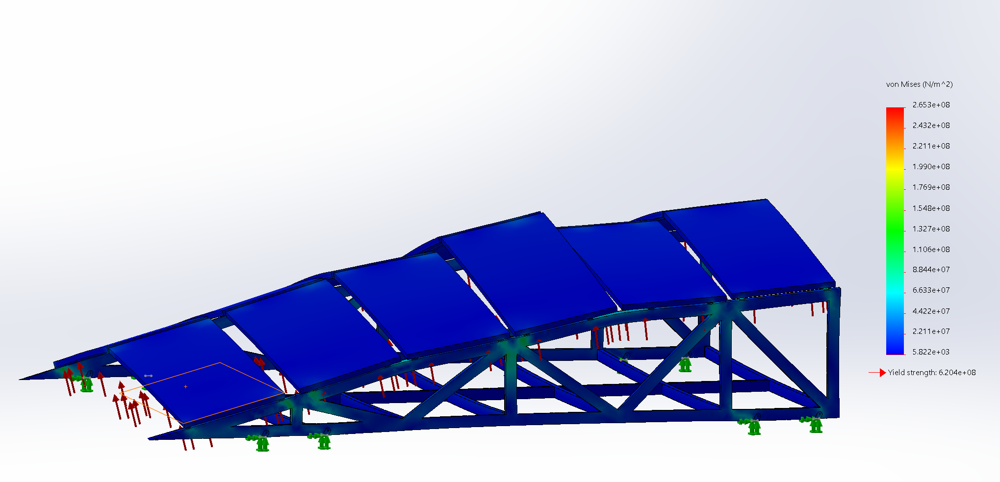 von Mises (N/m^2)
2.653e+08
2.432e+08
2.211e+08
1.990e+08
1.769e+08
1.548e+08
1.327e+08
1.106e+08
8.844e+07
6.633e+07
4.422e+07
2.211e+07
5.822e+03
Yield strength: 6.204e+08